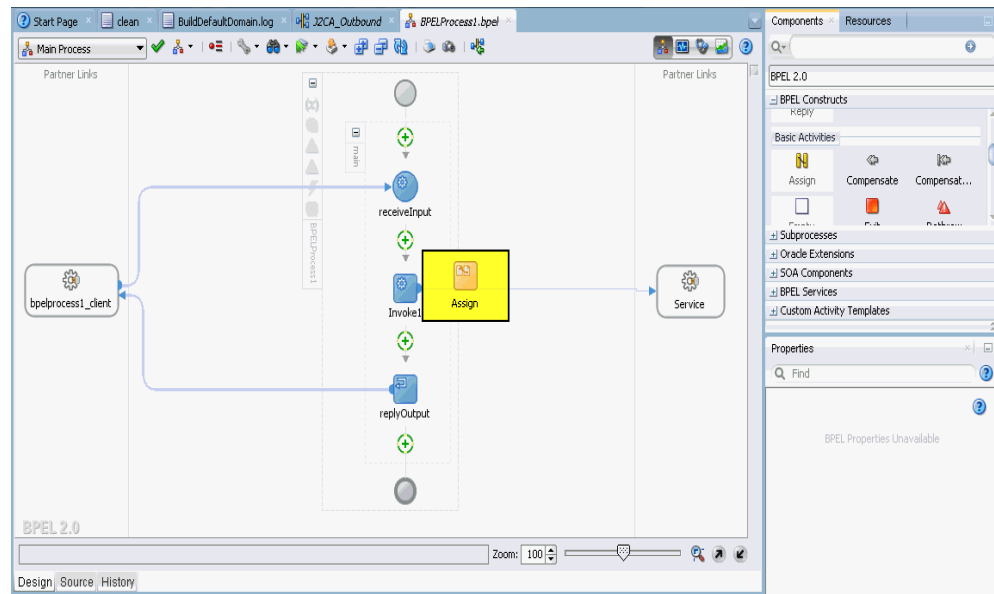 Start Page
clean
BuildDefaultDomain.log
J2CA_Outbound
BPELProcess1.bpel
Main Process
Partner Links
Partner Links
main
receiveInput
BPELProcess1
bpelprocess1_client
Invoke1
Assign
Service
replyOutput
BPEL 2.0
Zoom: 100
Design Source History
Components Resources
BPEL 2.0
BPEL Constructs
Reply
Basic Activities
Assign Compensate Compensat...
Empty Exit
Subprocesses
Oracle Extensions
SOA Components
BPEL Services
Custom Activity Templates
Properties
Find
BPEL Properties Unavailable